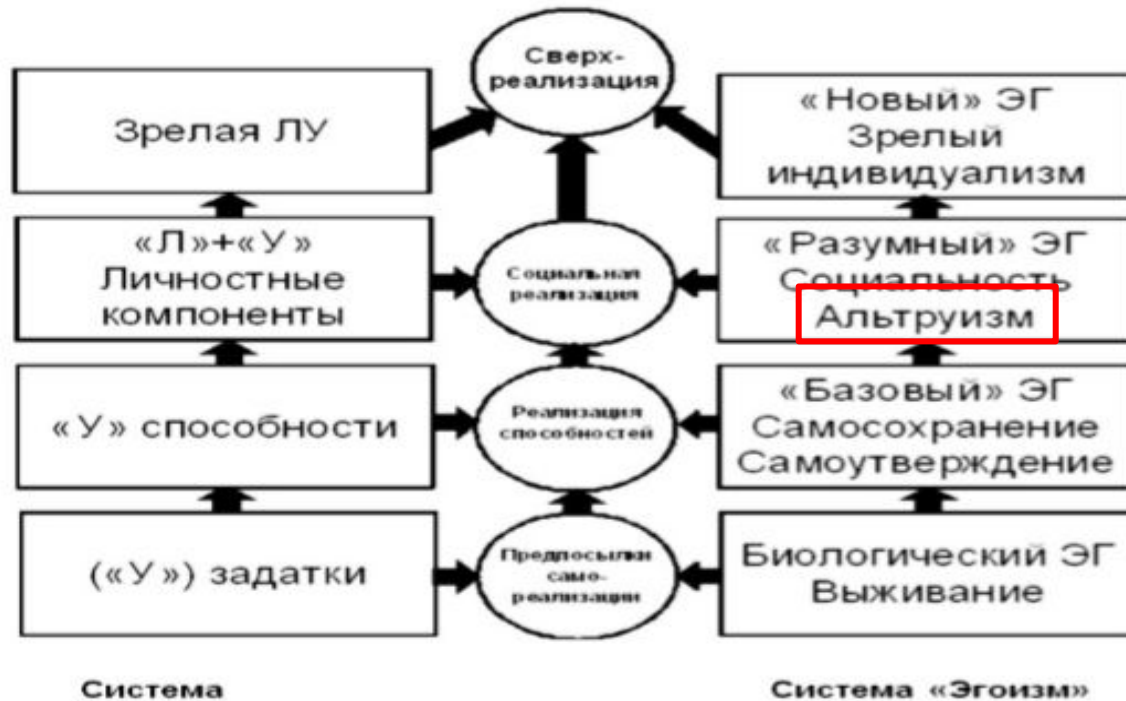 Сверх-
реализация
Зрелая ЛУ
«Новый» ЭГ
Зрелый
индивидуализм
«Л»+«У»
Личностные
компоненты
Социальная
реализация
«Разумный» ЭГ
Социальность
Альтруизм
«У» способности
Реализация
способностей
«Базовый» ЭГ
Самосохранение
Самоутверждение
(«У») задатки
Предпосылки
само-
реализации
Биологический ЭГ
Выживание
Система
Система «Эгоизм»